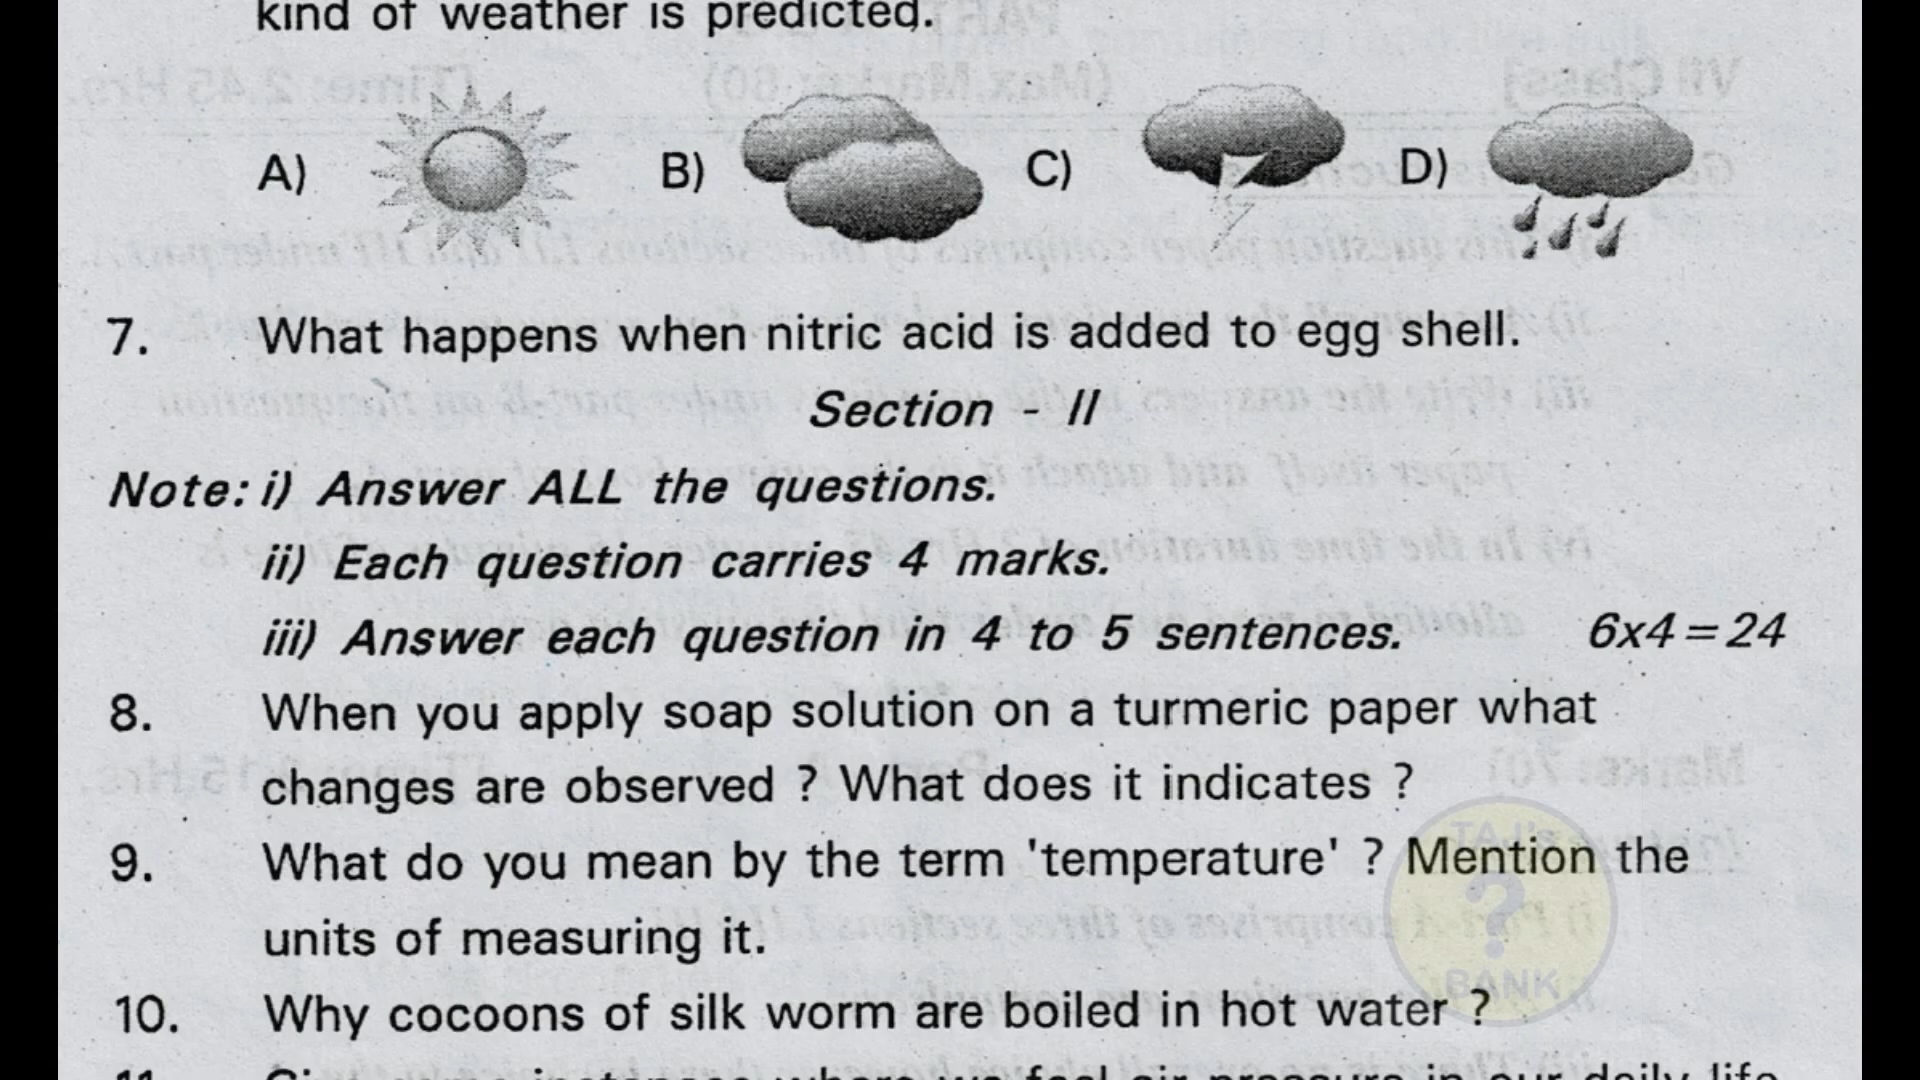 kind of weather is predicted.
A) B) C) D)
7. What happens when nitric acid is added to egg shell.
Section - II
Note: i) Answer ALL the questions.
ii) Each question carries 4 marks.
iii) Answer each question in 4 to 5 sentences. 6x4=24
8. When you apply soap solution on a turmeric paper what
changes are observed ? What does it indicates ?
9. What do you mean by the term 'temperature' ? Mention the
units of measuring it.
10. Why cocoons of silk worm are boiled in hot water ?
TAJ's
?
BANK